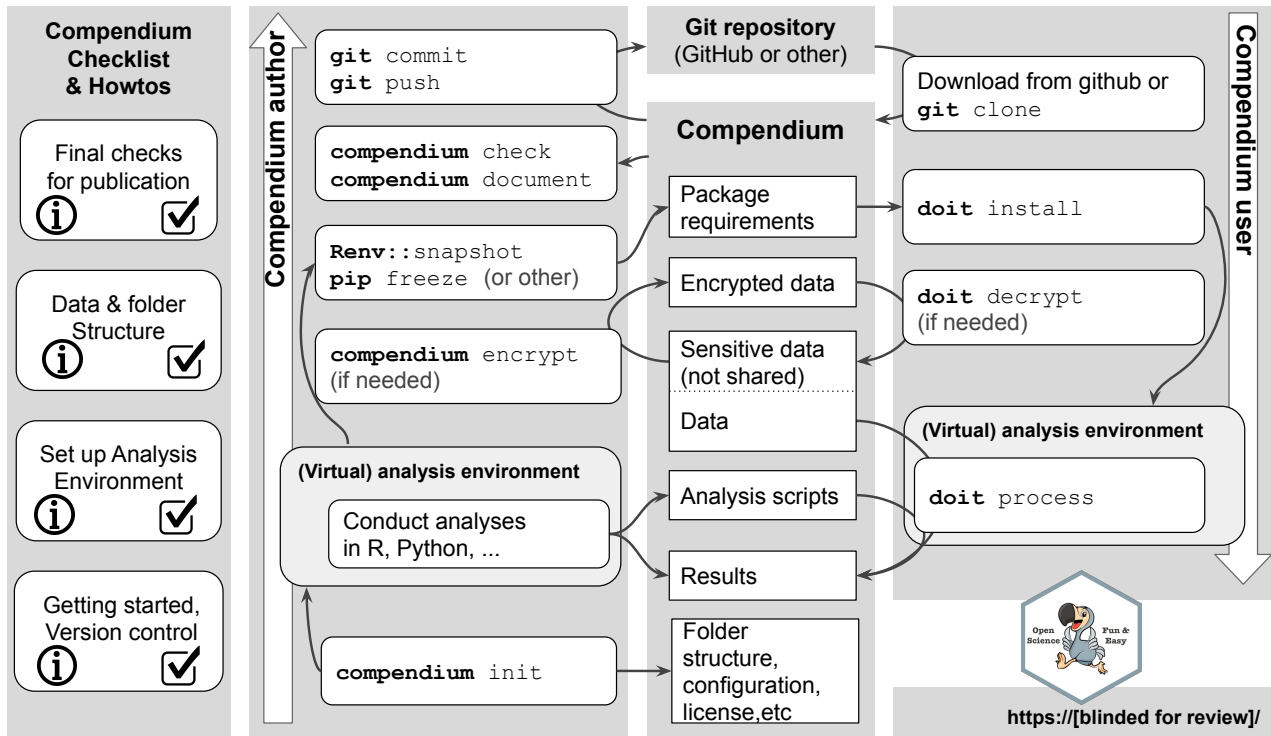 Compendium
Checklist
& Howtos
Final checks
for publication
Data & folder
Structure
Set up Analysis
Environment
Getting started,
Version control
Compendium author
git commit
git push
compendium check
compendium document
Renv::snapshot
pip freeze (or other)
compendium encrypt
(if needed)
(Virtual) analysis environment
Conduct analyses
in R, Python, ...
compendium init
Git repository
(GitHub or other)
Compendium
Package
requirements
Encrypted data
Sensitive data
(not shared)
Data
Analysis scripts
Results
Folder
structure,
configuration,
license,etc
Compendium user
Download from github or
git clone
doit install
doit decrypt
(if needed)
(Virtual) analysis environment
doit process
Open
Science
Fun &
Easy
https://[blinded for review]/